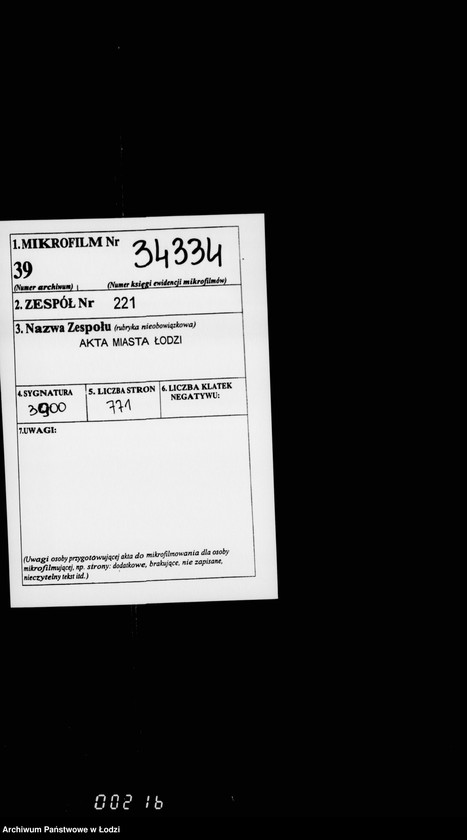 1.MIKROFILM Nr 34334
39
(Numer archiwum) (Numer księgi ewidencji mikrofilmów)
2. ZESPÓŁ Nr 221
3. Nazwa Zespołu (rubryka nieobowiązkowa)
AKTA MIASTA ŁODZI
4.SYGNATURA 5. LICZBA STRON 6. LICZBA KLATEK
NEGATYWU:
3900 771
7.UWAGI:
(Uwagi osoby przygotowującej akta do mikrofilmowania dla osoby
mikrofilmującej, np. strony: dodatkowe, brakujące, nie zapisane,
nieczytelny tekst itd.)
00216
Archiwum Państwowe w Łodzi